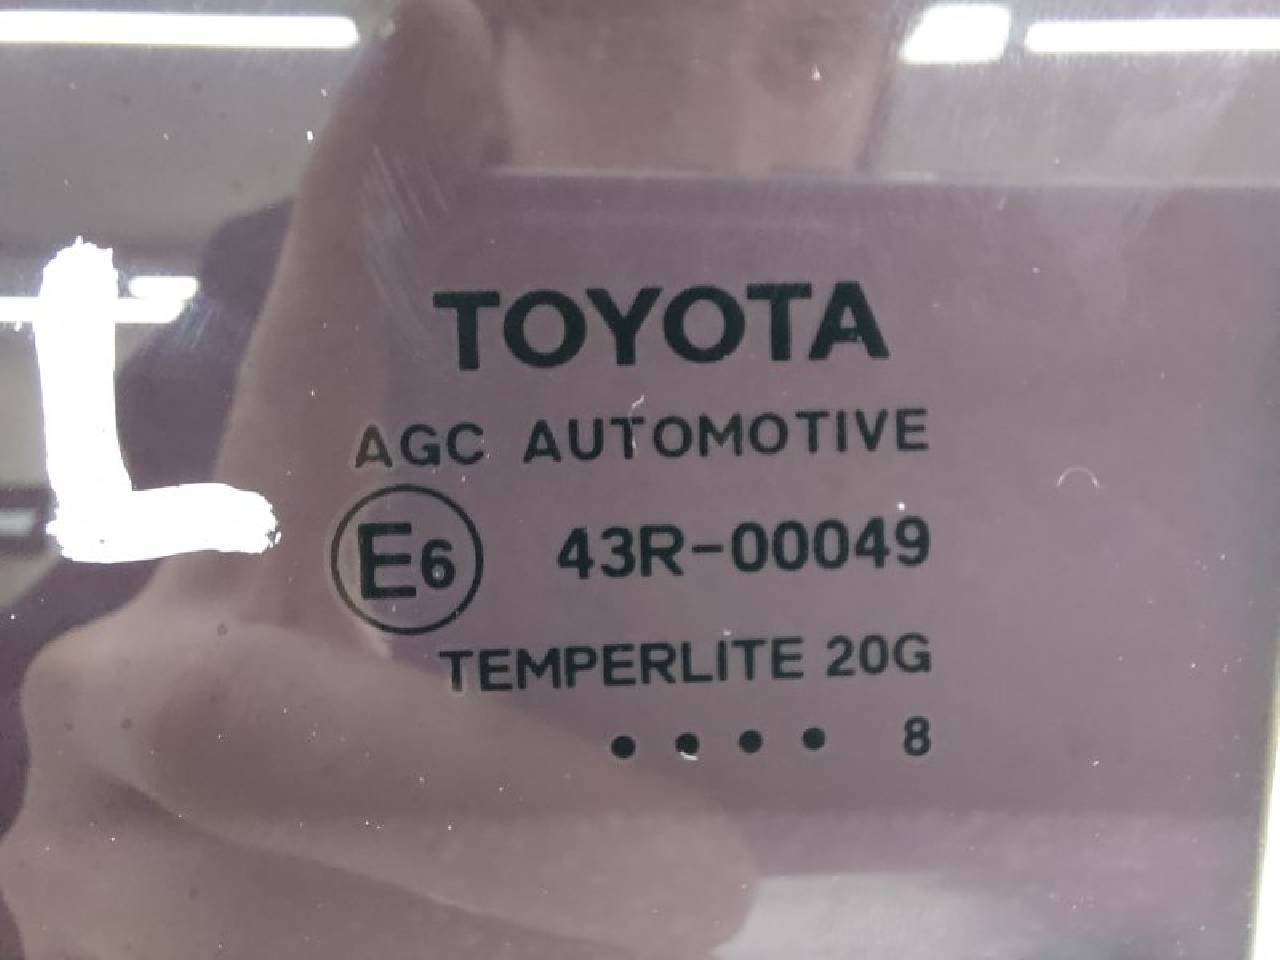 TOYOTA
AGC AUTOMOTIVE
L
E6 43R-00049
TEMPERLITE 20G
•••• 8